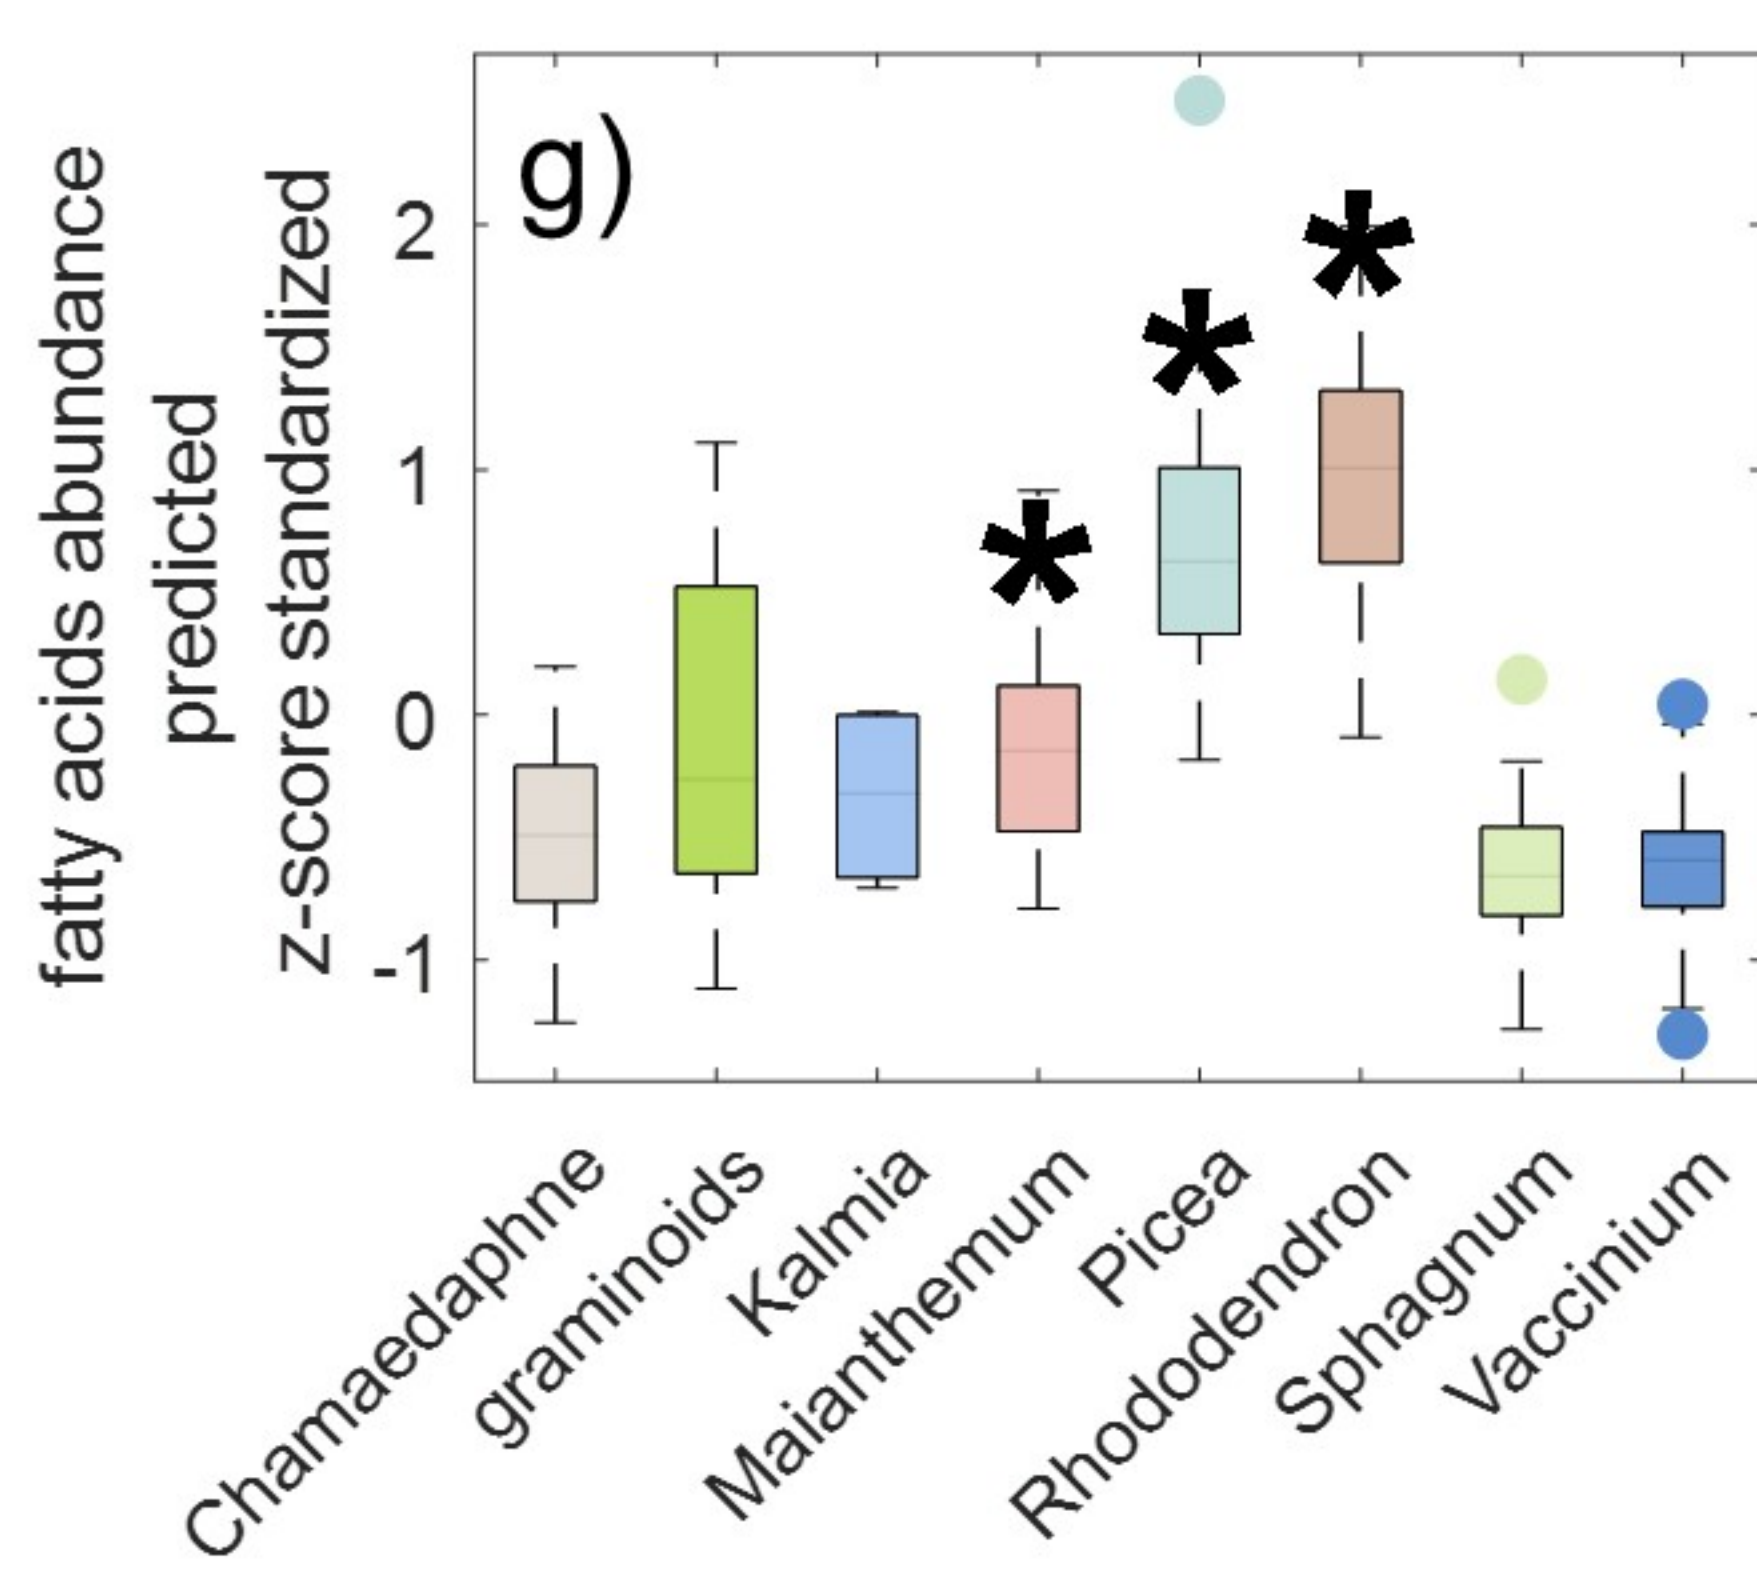 fatty acids abundance
predicted
z-score standardized
g)
2
1
0
-1
*
*
*
Chamaedaphne
graminoids
Kalmia
Maianthemum
Picea
Rhododendron
Sphagnum
Vaccinium